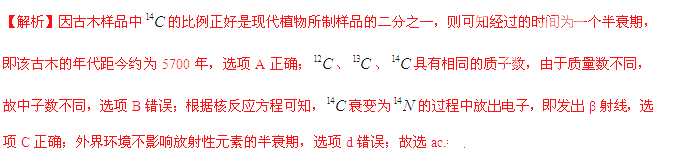 【解析】因古木样品中 ¹⁴C 的比例正好是现代植物所制样品的二分之一，则可知经过的时间为一个半衰期，
即该古木的年代距今约为 5700 年，选项 A 正确；¹²C 、 ¹³C 、 ¹⁴C 具有相同的质子数，由于质量数不同，
故中子数不同，选项 B 错误；根据核反应方程可知，¹⁴C 衰变为 ¹⁴N 的过程中放出电子，即发出 β 射线，选
项 C 正确；外界环境不影响放射性元素的半衰期，选项 d 错误；故选 ac.